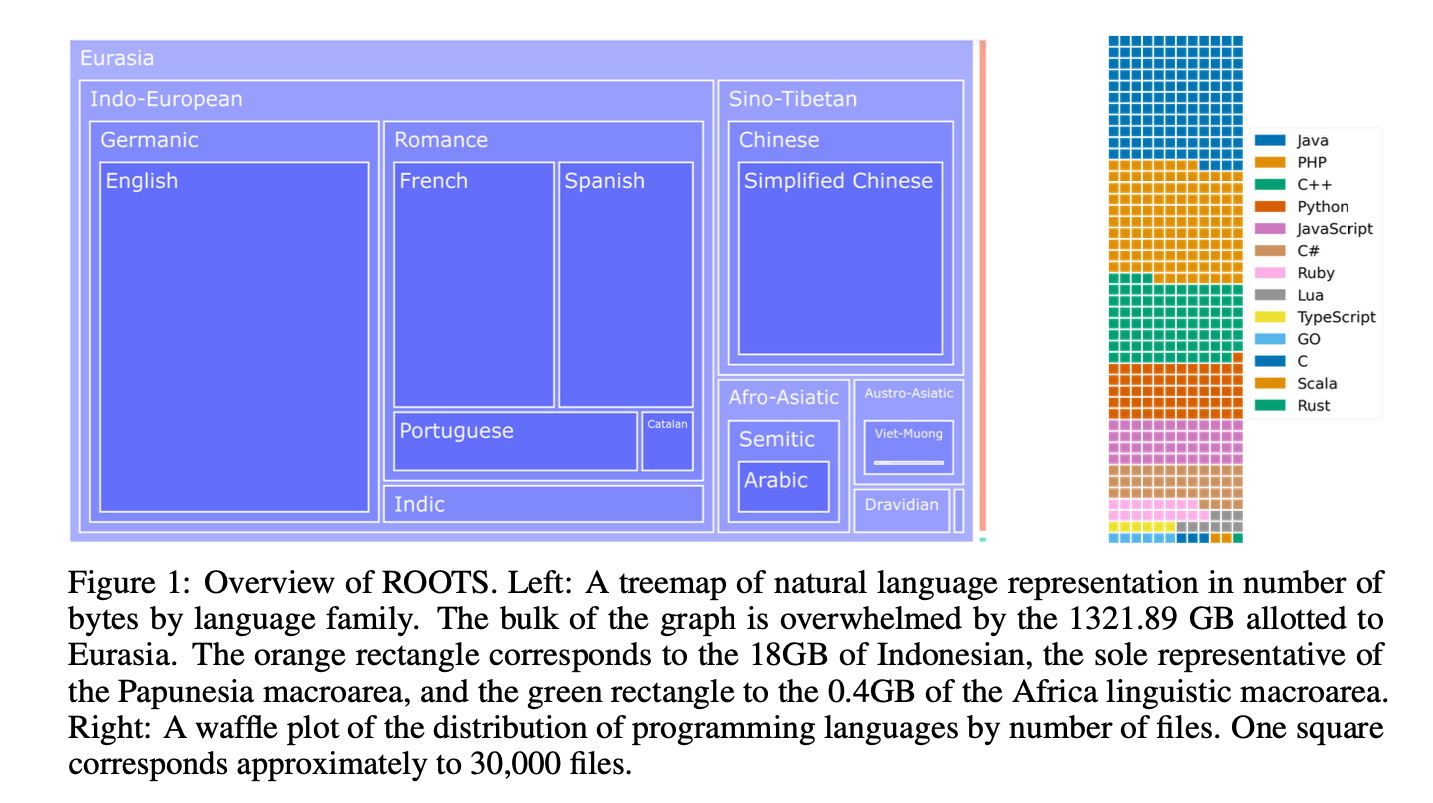 Eurasia
Indo-European
Sino-Tibetan
Germanic
Romance
Chinese
English
French
Spanish
Simplified Chinese
Portuguese
Catalan
Indic
Afro-Asiatic
Austro-Asiatic
Semitic
Viet-Muong
Arabic
Dravidian
Java
PHP
C++
Python
JavaScript
C#
Ruby
Lua
TypeScript
GO
C
Scala
Rust
Figure 1: Overview of ROOTS. Left: A treemap of natural language representation in number of
bytes by language family. The bulk of the graph is overwhelmed by the 1321.89 GB allotted to
Eurasia. The orange rectangle corresponds to the 18GB of Indonesian, the sole representative of
the Papunesia macroarea, and the green rectangle to the 0.4GB of the Africa linguistic macroarea.
Right: A waffle plot of the distribution of programming languages by number of files. One square
corresponds approximately to 30,000 files.